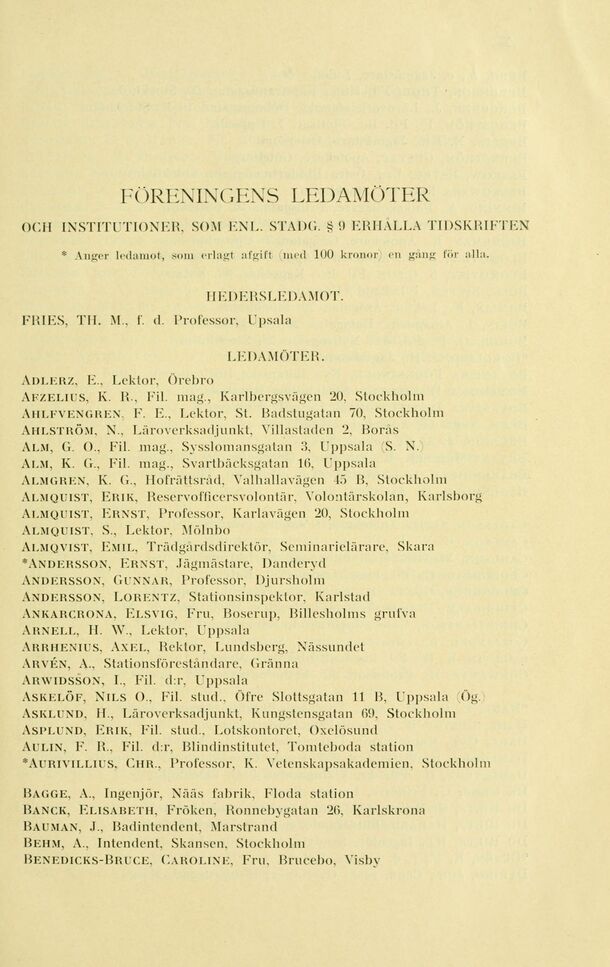 FÖRENINGENS LEDAMÖTER
OCH INSTITUTIONER, SOM ENL. STADG. § 9 ERHÅLLA TIDSKRIFTEN
* Anger ledamot, som erlagt afgift (med 100 kronor) en gång för alla.
HEDERSLEDAMOT.
FRIES, TH. M., f. d. Professor, Upsala
LEDAMÖTER.
ADLERZ, E., Lektor, Örebro
AFZELIUS, K. R., Fil. mag., Karlbergsvägen 20, Stockholm
AHLFVENGREN, F. E., Lektor, St. Badstugatan 70, Stockholm
AHLSTRÖM, N., Läroverksadjunkt, Villastaden 2, Borås
ALM, G. O., Fil. mag., Sysslomansgatan 3, Uppsala (S. N.)
ALM, K. G., Fil. mag., Svartbäcksgatan 16, Uppsala
ALMGREN, K. G., Hofrättsråd, Valhallavägen 45 B, Stockholm
ALMQUIST, ERIK, Reservofficersvolontär, Volontärskolan, Karlsborg
ALMQUIST, ERNST, Professor, Karlavägen 20, Stockholm
ALMQUIST, S., Lektor, Mölnbo
ALMQVIST, EMIL, Trädgårdsdirektör, Seminarielärare, Skara
*ANDERSSON, ERNST, Jägmästare, Danderyd
ANDERSSON, GUNNAR, Professor, Djursholm
ANDERSSON, LORENTZ, Stationsinspektor, Karlstad
ANKARCRONA, ELSVIG, Fru, Boserup, Billesholms grufva
ARNELL, H. W., Lektor, Uppsala
ARRHENIUS, AXEL, Rektor, Lundsberg, Nässundet
ARVÉN, A., Stationsföreståndare, Gränna
ARWIDSSON, I., Fil. d:r, Uppsala
ASKELÖF, NILS O., Fil. stud., Öfre Slottsgatan 11 B, Uppsala (Ög.)
ASKLUND, H., Läroverksadjunkt, Kungstensgatan 69, Stockholm
ASPLUND, ERIK, Fil. stud., Lotskontoret, Oxelösund
AULIN, F. R., Fil. d:r, Blindinstitutet, Tomteboda station
*AURIVILLIUS, CHR., Professor, K. Vetenskapsakademien, Stockholm
BAGGE, A., Ingenjör, Nääs fabrik, Floda station
BANCK, ELISABETH, Fröken, Ronnebygatan 26, Karlskrona
BAUMAN, J., Badintendent, Marstrand
BEHM, A., Intendent, Skansen, Stockholm
BENEDICKS-BRUCE, CAROLINE, Fru, Brucebo, Visby